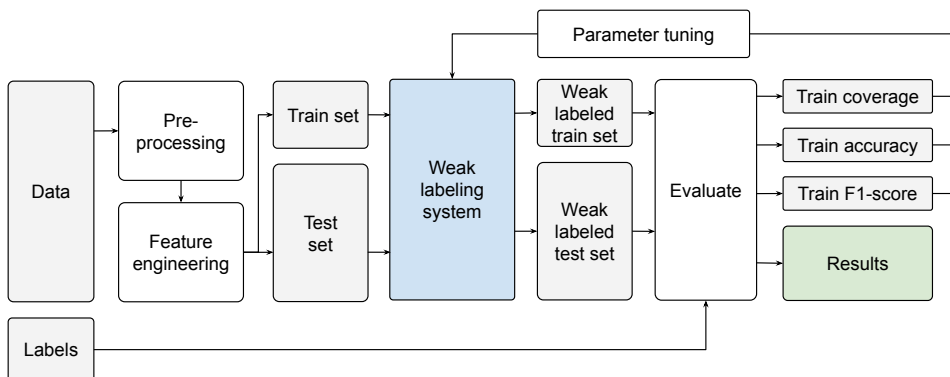 Parameter tuning
Data
Pre-
processing
Feature
engineering
Train set
Test
set
Weak
labeling
system
Weak
labeled
train set
Weak
labeled
test set
Evaluate
Train coverage
Train accuracy
Train F1-score
Results
Labels